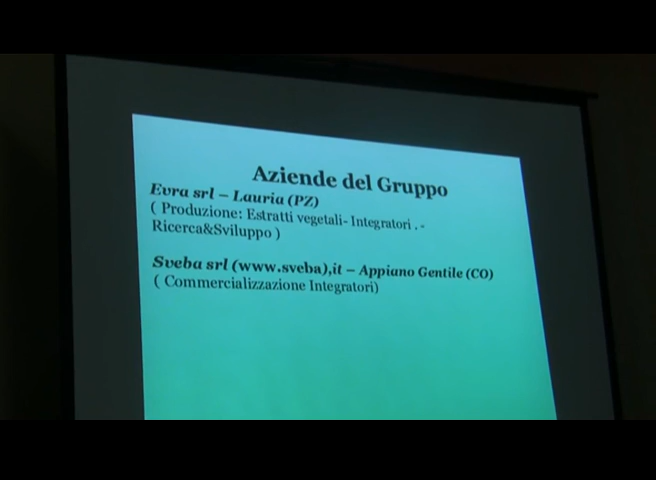 Aziende del Gruppo
Evra srl – Lauria (PZ)
( Produzione: Estratti vegetali- Integratori . -
Ricerca&Sviluppo )
Sveba srl (www.sveba),it – Appiano Gentile (CO)
( Commercializzazione Integratori)